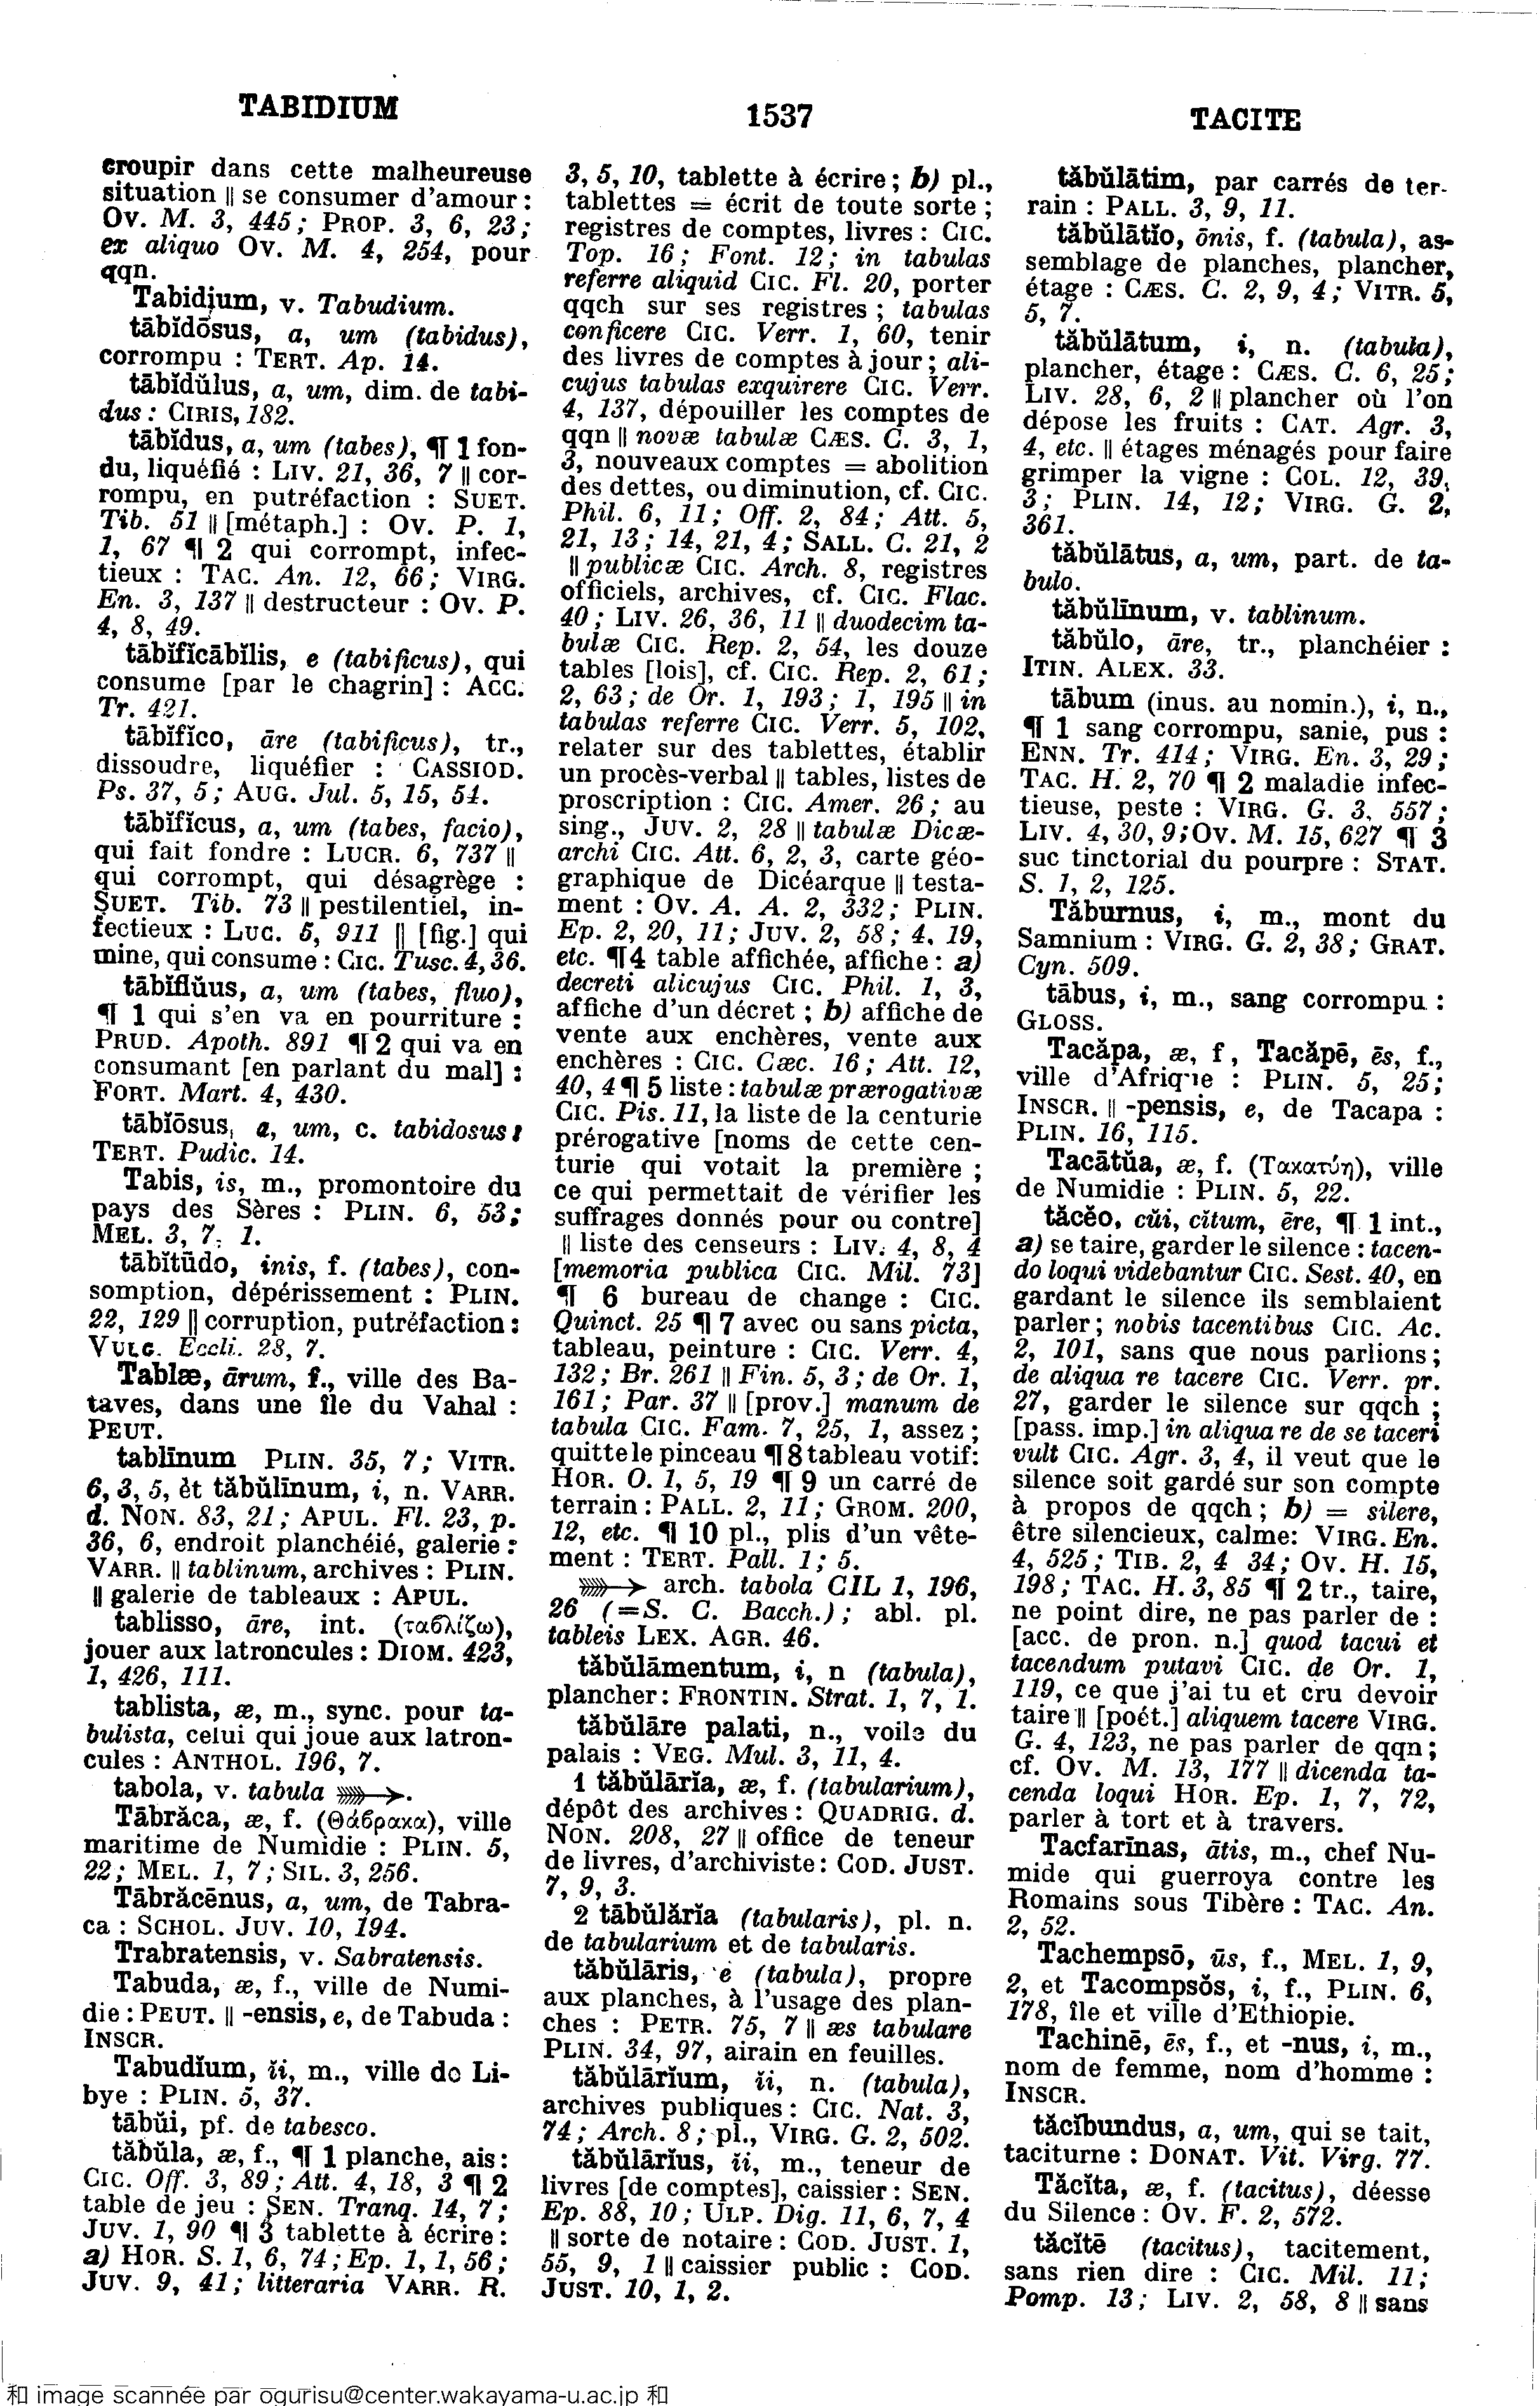 TABIDIUM
1537
TACITE
croupir dans cette malheureuse
situation ‖ se consumer d'amour :
Ov. M. 3, 445 ; PROP. 3, 6, 23 ;
ex aliquo Ov. M. 4, 254, pour
qqn.
Tabidium, v. Tabudium.
tābĭdōsus, a, um (tabidus),
corrompu : TERT. Ap. 14.
tābĭdŭlus, a, um, dim. de tabi-
dus : CIRIS, 182.
tābĭdus, a, um (tabes), ¶ 1 fon-
du, liquéfié : LIV. 21, 36, 7 ‖ cor-
rompu, en putréfaction : SUET.
Tib. 51 ‖ [métaph.] : Ov. P. 1,
1, 67 ¶ 2 qui corrompt, infec-
tieux : TAC. An. 12, 66 ; VIRG.
En. 3, 137 ‖ destructeur : Ov. P.
4, 8, 49.
tābĭfĭcābĭlis, e (tabificus), qui
consume [par le chagrin] : ACC.
Tr. 421.
tābĭfĭco, āre (tabificus), tr.,
dissoudre, liquéfier : CASSIOD.
Ps. 37, 5 ; AUG. Jul. 5, 15, 54.
tābĭfĭcus, a, um (tabes, facio),
qui fait fondre : LUCR. 6, 737 ‖
qui corrompt, qui désagrège :
SUET. Tib. 73 ‖ pestilentiel, in-
fectieux : LUC. 5, 911 ‖ [fig.] qui
mine, qui consume : CIC. Tusc. 4, 36.
tābĭflŭus, a, um (tabes, fluo),
¶ 1 qui s'en va en pourriture :
PRUD. Apoth. 891 ¶ 2 qui va en
consumant [en parlant du mal] :
FORT. Mart. 4, 430.
tābĭōsus, a, um, c. tabidosus :
TERT. Pudic. 14.
Tabis, is, m., promontoire du
pays des Sères : PLIN. 6, 53 ;
MEL. 3, 7, 1.
tābĭtūdo, inis, f. (tabes), con-
somption, dépérissement : PLIN.
22, 129 ‖ corruption, putréfaction :
VULG. Eccli. 28, 7.
Tablæ, ārum, f., ville des Ba-
taves, dans une île du Vahal :
PEUT.
tablīnum PLIN. 35, 7 ; VITR.
6, 3, 5, et tăbŭlīnum, i, n. VARR.
d. NON. 83, 21 ; APUL. Fl. 23, p.
36, 6, endroit planchéié, galerie :
VARR. ‖ tablinum, archives : PLIN.
‖ galerie de tableaux : APUL.
tablisso, āre, int. (ταβλίζω),
jouer aux latroncules : DIOM. 423,
1, 426, 111.
tablista, æ, m., sync. pour ta-
bulista, celui qui joue aux latron-
cules : ANTHOL. 196, 7.
tabola, v. tabula ⟶.
Tābrăca, æ, f. (Θάβρακα), ville
maritime de Numidie : PLIN. 5,
22 ; MEL. 1, 7 ; SIL. 3, 256.
Tābrăcēnus, a, um, de Tabra-
ca : SCHOL. JUV. 10, 194.
Trabratensis, v. Sabratensis.
Tabuda, æ, f., ville de Numi-
die : PEUT. ‖ -ensis, e, de Tabuda :
INSCR.
Tabudĭum, ĭi, m., ville de Li-
bye : PLIN. 5, 37.
tābŭi, pf. de tabesco.
tăbŭla, æ, f., ¶ 1 planche, ais :
CIC. Off. 3, 89 ; Att. 4, 18, 3 ¶ 2
table de jeu : SEN. Tranq. 14, 7 ;
JUV. 1, 90 ¶ 3 tablette à écrire :
a) HOR. S. 1, 6, 74 ; Ep. 1, 1, 56 ;
JUV. 9, 41 ; litteraria VARR. R.
3, 5, 10, tablette à écrire ; b) pl.,
tablettes = écrit de toute sorte ;
registres de comptes, livres : CIC.
Top. 16 ; Font. 12 ; in tabulas
referre aliquid CIC. Fl. 20, porter
qqch sur ses registres ; tabulas
conficere CIC. Verr. 1, 60, tenir
des livres de comptes à jour ; ali-
cujus tabulas exquirere CIC. Verr.
4, 137, dépouiller les comptes de
qqn ‖ novæ tabulæ CÆS. C. 3, 1,
3, nouveaux comptes = abolition
des dettes, ou diminution, cf. CIC.
Phil. 6, 11 ; Off. 2, 84 ; Att. 5,
21, 13 ; 14, 21, 4 ; SALL. C. 21, 2
‖ publicæ CIC. Arch. 8, registres
officiels, archives, cf. CIC. Flac.
40 ; LIV. 26, 36, 11 ‖ duodecim ta-
bulæ CIC. Rep. 2, 54, les douze
tables [lois], cf. CIC. Rep. 2, 61 ;
2, 63 ; de Or. 1, 193 ; 1, 195 ‖ in
tabulas referre CIC. Verr. 5, 102,
relater sur des tablettes, établir
un procès-verbal ‖ tables, listes de
proscription : CIC. Amer. 26 ; au
sing., JUV. 2, 28 ‖ tabulæ Dicæ-
archi CIC. Att. 6, 2, 3, carte géo-
graphique de Dicéarque ‖ testa-
ment : Ov. A. A. 2, 332 ; PLIN.
Ep. 2, 20, 11 ; JUV. 2, 58 ; 4, 19,
etc. ¶ 4 table affichée, affiche : a)
decreti alicujus CIC. Phil. 1, 3,
affiche d'un décret ; b) affiche de
vente aux enchères, vente aux
enchères : CIC. Cæc. 16 ; Att. 12,
40, 4 ¶ 5 liste : tabulæ prærogativæ
CIC. Pis. 11, la liste de la centurie
prérogative [noms de cette cen-
turie qui votait la première ;
ce qui permettait de vérifier les
suffrages donnés pour ou contre]
‖ liste des censeurs : LIV. 4, 8, 4
[memoria publica CIC. Mil. 73]
¶ 6 bureau de change : CIC.
Quinct. 25 ¶ 7 avec ou sans picta,
tableau, peinture : CIC. Verr. 4,
132 ; Br. 261 ‖ Fin. 5, 3 ; de Or. 1,
161 ; Par. 37 ‖ [prov.] manum de
tabula CIC. Fam. 7, 25, 1, assez ;
quitte le pinceau ¶ 8 tableau votif :
HOR. O. 1, 5, 19 ¶ 9 un carré de
terrain : PALL. 2, 11 ; GROM. 200,
12, etc. ¶ 10 pl., plis d'un vête-
ment : TERT. Pall. 1 ; 5.
⟶ arch. tabola CIL 1, 196,
26 (=S. C. Bacch.) ; abl. pl.
tableis LEX. AGR. 46.
tăbŭlāmentum, i, n (tabula),
plancher : FRONTIN. Strat. 1, 7, 1.
tăbŭlāre palati, n., voile du
palais : VEG. Mul. 3, 11, 4.
1 tăbŭlārĭa, æ, f. (tabularium),
dépôt des archives : QUADRIG. d.
NON. 208, 27 ‖ office de teneur
de livres, d'archiviste : COD. JUST.
7, 9, 3.
2 tăbŭlārĭa (tabularis), pl. n.
de tabularium et de tabularis.
tăbŭlāris, e (tabula), propre
aux planches, à l'usage des plan-
ches : PETR. 75, 7 ‖ æs tabulare
PLIN. 34, 97, airain en feuilles.
tăbŭlārĭum, ĭi, n. (tabula),
archives publiques : CIC. Nat. 3,
74 ; Arch. 8 ; pl., VIRG. G. 2, 502.
tăbŭlārĭus, ĭi, m., teneur de
livres [de comptes], caissier : SEN.
Ep. 88, 10 ; ULP. Dig. 11, 6, 7, 4
‖ sorte de notaire : COD. JUST. 1,
55, 9, 1 ‖ caissier public : COD.
JUST. 10, 1, 2.
tăbŭlātim, par carrés de ter-
rain : PALL. 3, 9, 11.
tăbŭlātĭo, ōnis, f. (tabula), as-
semblage de planches, plancher,
étage : CÆS. C. 2, 9, 4 ; VITR. 5,
5, 7.
tăbŭlātum, i, n. (tabula),
plancher, étage : CÆS. C. 6, 25 ;
LIV. 28, 6, 2 ‖ plancher où l'on
dépose les fruits : CAT. Agr. 3,
4, etc. ‖ étages ménagés pour faire
grimper la vigne : COL. 12, 39,
3 ; PLIN. 14, 12 ; VIRG. G. 2,
361.
tăbŭlātus, a, um, part. de ta-
bulo.
tăbŭlīnum, v. tablinum.
tăbŭlo, āre, tr., planchéier :
ITIN. ALEX. 33.
tābum (inus. au nomin.), i, n.,
¶ 1 sang corrompu, sanie, pus :
ENN. Tr. 414 ; VIRG. En. 3, 29 ;
TAC. H. 2, 70 ¶ 2 maladie infec-
tieuse, peste : VIRG. G. 3, 557 ;
LIV. 4, 30, 9 ; Ov. M. 15, 627 ¶ 3
suc tinctorial du pourpre : STAT.
S. 1, 2, 125.
Tăburnus, i, m., mont du
Samnium : VIRG. G. 2, 38 ; GRAT.
Cyn. 509.
tābus, i, m., sang corrompu :
GLOSS.
Tacăpa, æ, f, Tacăpē, ēs, f.,
ville d'Afrique : PLIN. 5, 25 ;
INSCR. ‖ -pensis, e, de Tacapa :
PLIN. 16, 115.
Tacātŭa, æ, f. (Τακατύη), ville
de Numidie : PLIN. 5, 22.
tăcĕo, cŭi, cĭtum, ēre, ¶ 1 int.,
a) se taire, garder le silence : tacen-
do loqui videbantur CIC. Sest. 40, en
gardant le silence ils semblaient
parler ; nobis tacentibus CIC. Ac.
2, 101, sans que nous parlions ;
de aliqua re tacere CIC. Verr. pr.
27, garder le silence sur qqch ;
[pass. imp.] in aliqua re de se taceri
vult CIC. Agr. 3, 4, il veut que le
silence soit gardé sur son compte
à propos de qqch ; b) = silere,
être silencieux, calme : VIRG. En.
4, 525 ; TIB. 2, 4 34 ; Ov. H. 15,
198 ; TAC. H. 3, 85 ¶ 2 tr., taire,
ne point dire, ne pas parler de :
[acc. de pron. n.] quod tacui et
tacendum putavi CIC. de Or. 1,
119, ce que j'ai tu et cru devoir
taire ‖ [poét.] aliquem tacere VIRG.
G. 4, 123, ne pas parler de qqn ;
cf. Ov. M. 13, 177 ‖ dicenda ta-
cenda loqui HOR. Ep. 1, 7, 72,
parler à tort et à travers.
Tacfarīnas, ātis, m., chef Nu-
mide qui guerroya contre les
Romains sous Tibère : TAC. An.
2, 52.
Tachempsō, ūs, f., MEL. 1, 9,
2, et Tacompsŏs, i, f., PLIN. 6,
178, île et ville d'Ethiopie.
Tachinē, ēs, f., et -nus, i, m.,
nom de femme, nom d'homme :
INSCR.
tăcĭbundus, a, um, qui se tait,
taciturne : DONAT. Vit. Virg. 77.
Tăcĭta, æ, f. (tacitus), déesse
du Silence : Ov. F. 2, 572.
tăcĭtē (tacitus), tacitement,
sans rien dire : CIC. Mil. 11 ;
Pomp. 13 ; LIV. 2, 58, 8 ‖ sans
和 image scannée par ogurisu@center.wakayama-u.ac.jp 和